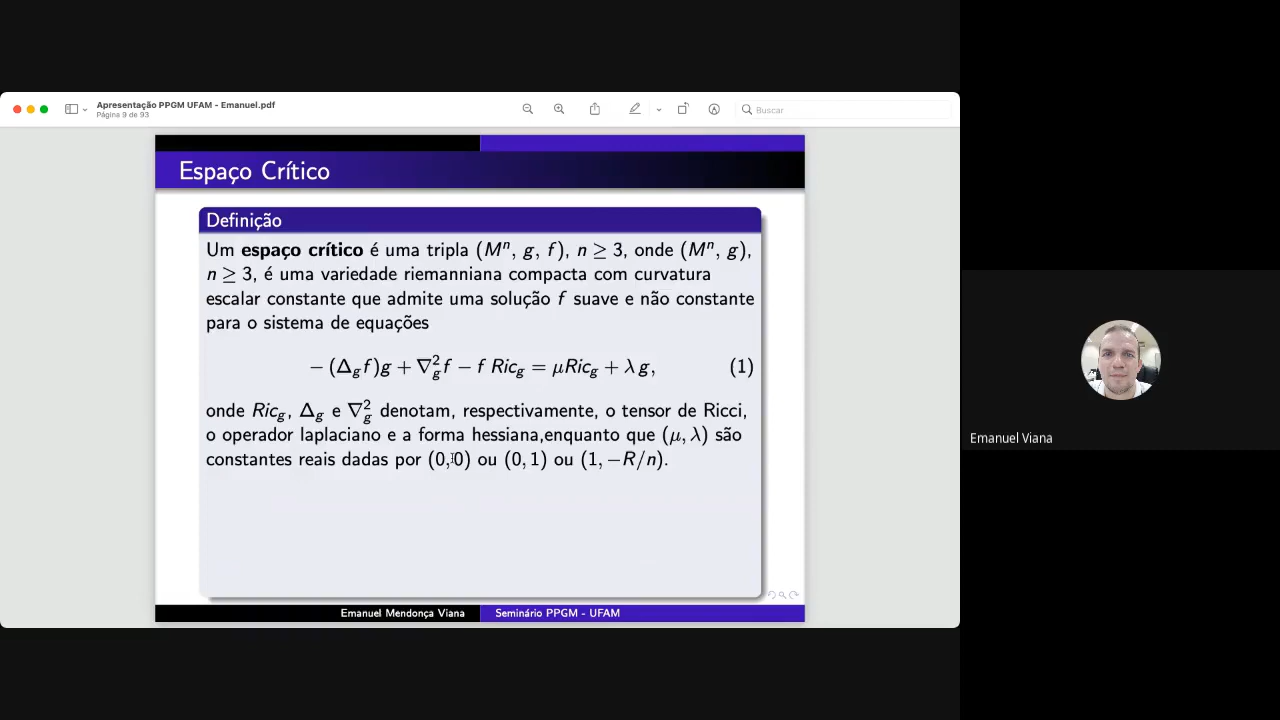 Apresentação PPGM UFAM - Emanuel.pdf
Página 9 de 93
Buscar
Espaço Crítico
Definição
Um espaço crítico é uma tripla (Mⁿ, g, f), n ≥ 3, onde (Mⁿ, g),
n ≥ 3, é uma variedade riemanniana compacta com curvatura
escalar constante que admite uma solução f suave e não constante
para o sistema de equações
− (Δ_g f)g + ∇²_g f − f Ric_g = μRic_g + λ g, (1)
onde Ric_g, Δ_g e ∇²_g denotam, respectivamente, o tensor de Ricci,
o operador laplaciano e a forma hessiana,enquanto que (μ, λ) são
constantes reais dadas por (0,0) ou (0, 1) ou (1, −R/n).
Emanuel Mendonça Viana
Seminário PPGM - UFAM
Emanuel Viana